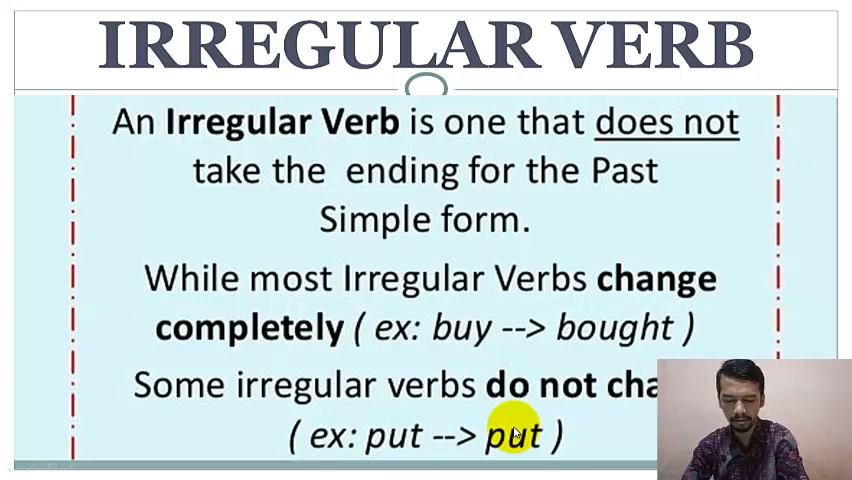 IRREGULAR VERB
An Irregular Verb is one that does not
take the ending for the Past
Simple form.
While most Irregular Verbs change
completely ( ex: buy --> bought )
Some irregular verbs do not
( ex: put --> put )